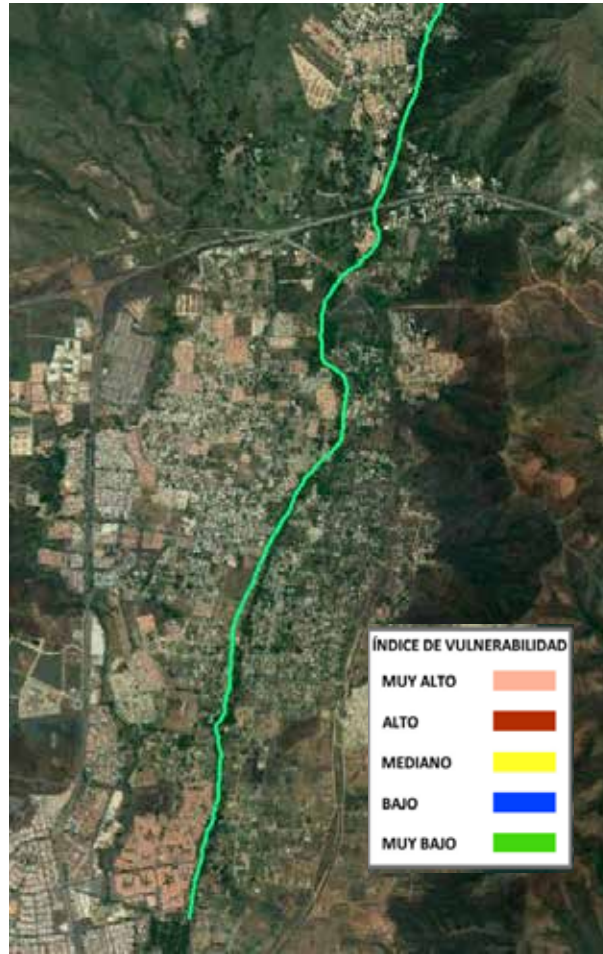 ÍNDICE DE VULNERABILIDAD
MUY ALTO
ALTO
MEDIANO
BAJO
MUY BAJO